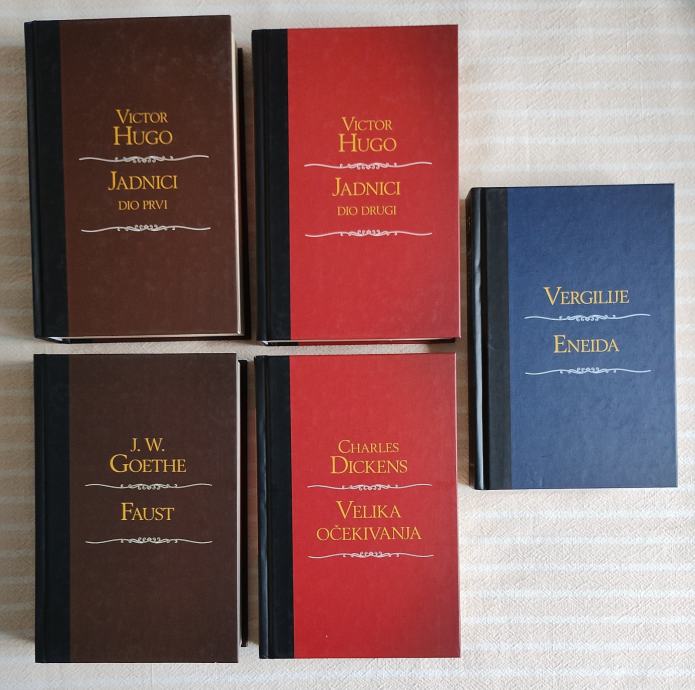 VICTOR
HUGO
JADNICI
DIO PRVI
VICTOR
HUGO
JADNICI
DIO DRUGI
VERGILIJE
ENEIDA
J. W.
GOETHE
FAUST
CHARLES
DICKENS
VELIKA
OČEKIVANJA